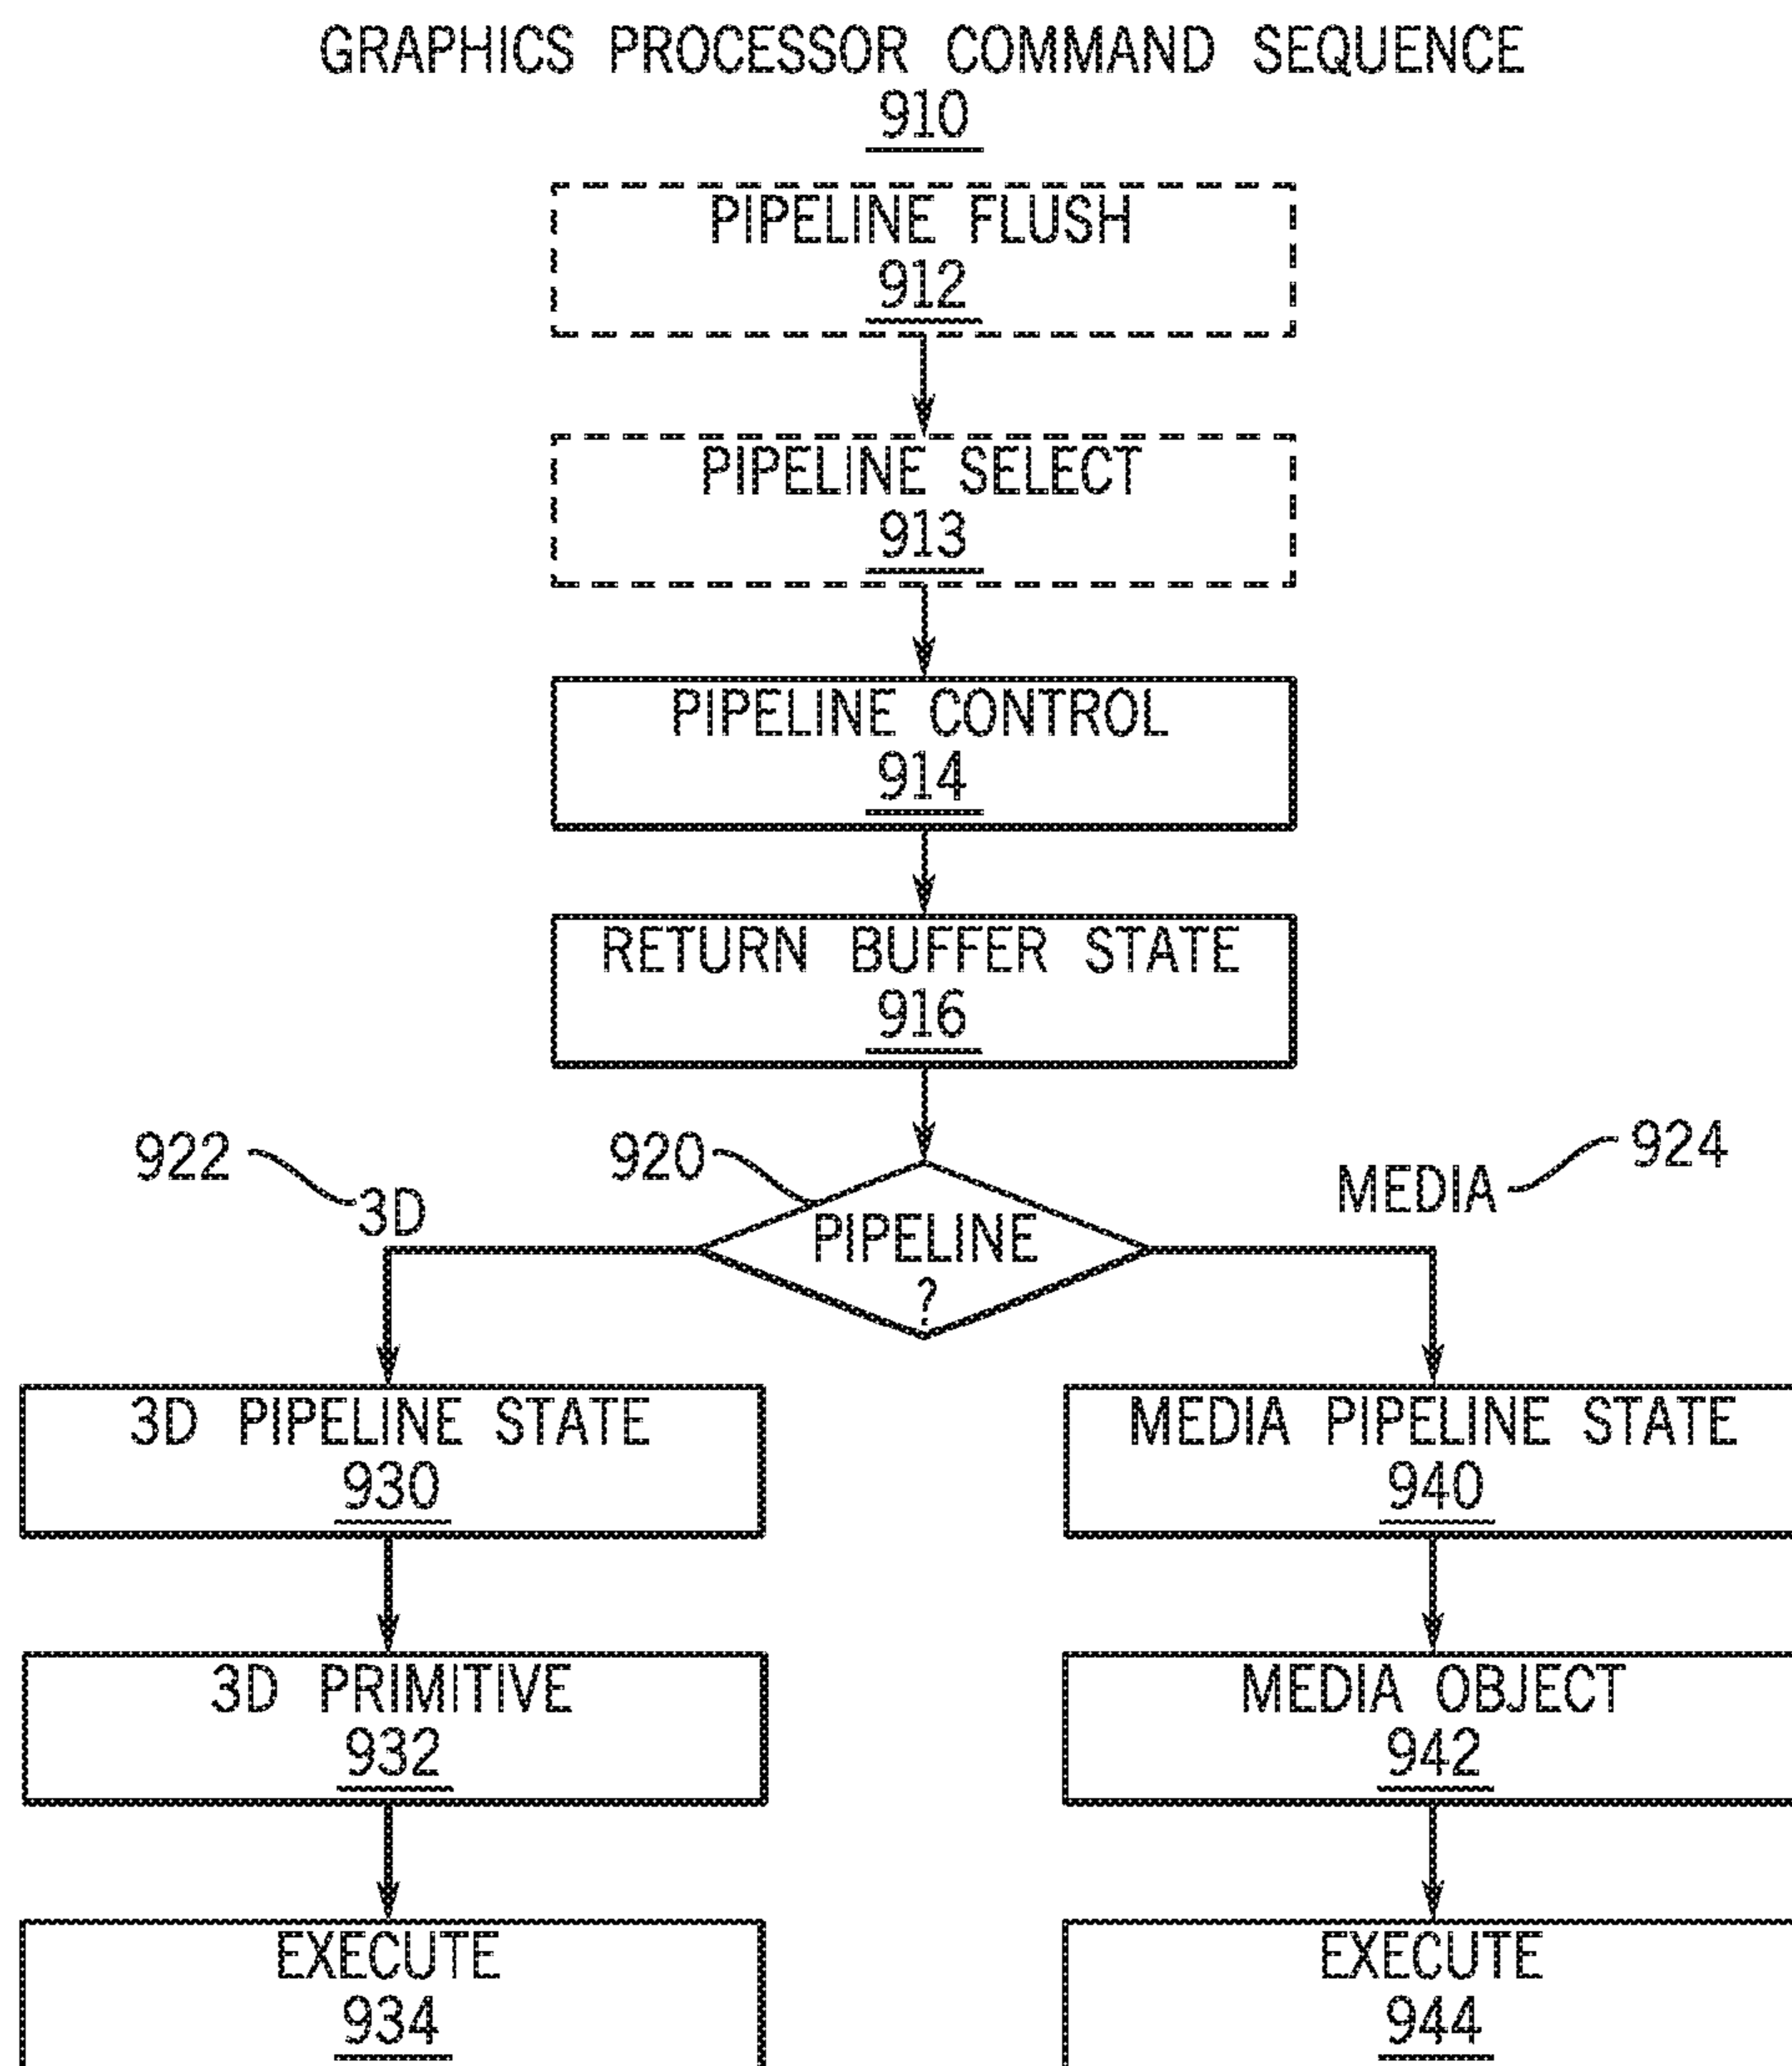 GRAPHICS PROCESSOR COMMAND SEQUENCE
910
PIPELINE FLUSH
912
PIPELINE SELECT
913
PIPELINE CONTROL
914
RETURN BUFFER STATE
916
922
920
924
3D
MEDIA
PIPELINE
?
3D PIPELINE STATE
930
MEDIA PIPELINE STATE
940
3D PRIMITIVE
932
MEDIA OBJECT
942
EXECUTE
934
EXECUTE
944